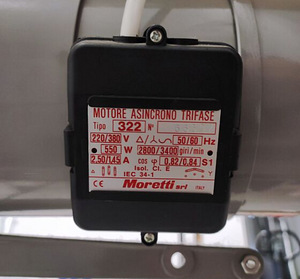 MOTORE ASINCRONO TRIFASE
Tipo 322 N°
220/380 V △/Y 50/60 Hz
550 W 2800/3400 giri/min
2,50/1,45 A cos φ 0,82/0,84 S1
Isol. Cl. E
CE IEC 34-1
Moretti srl ITALY